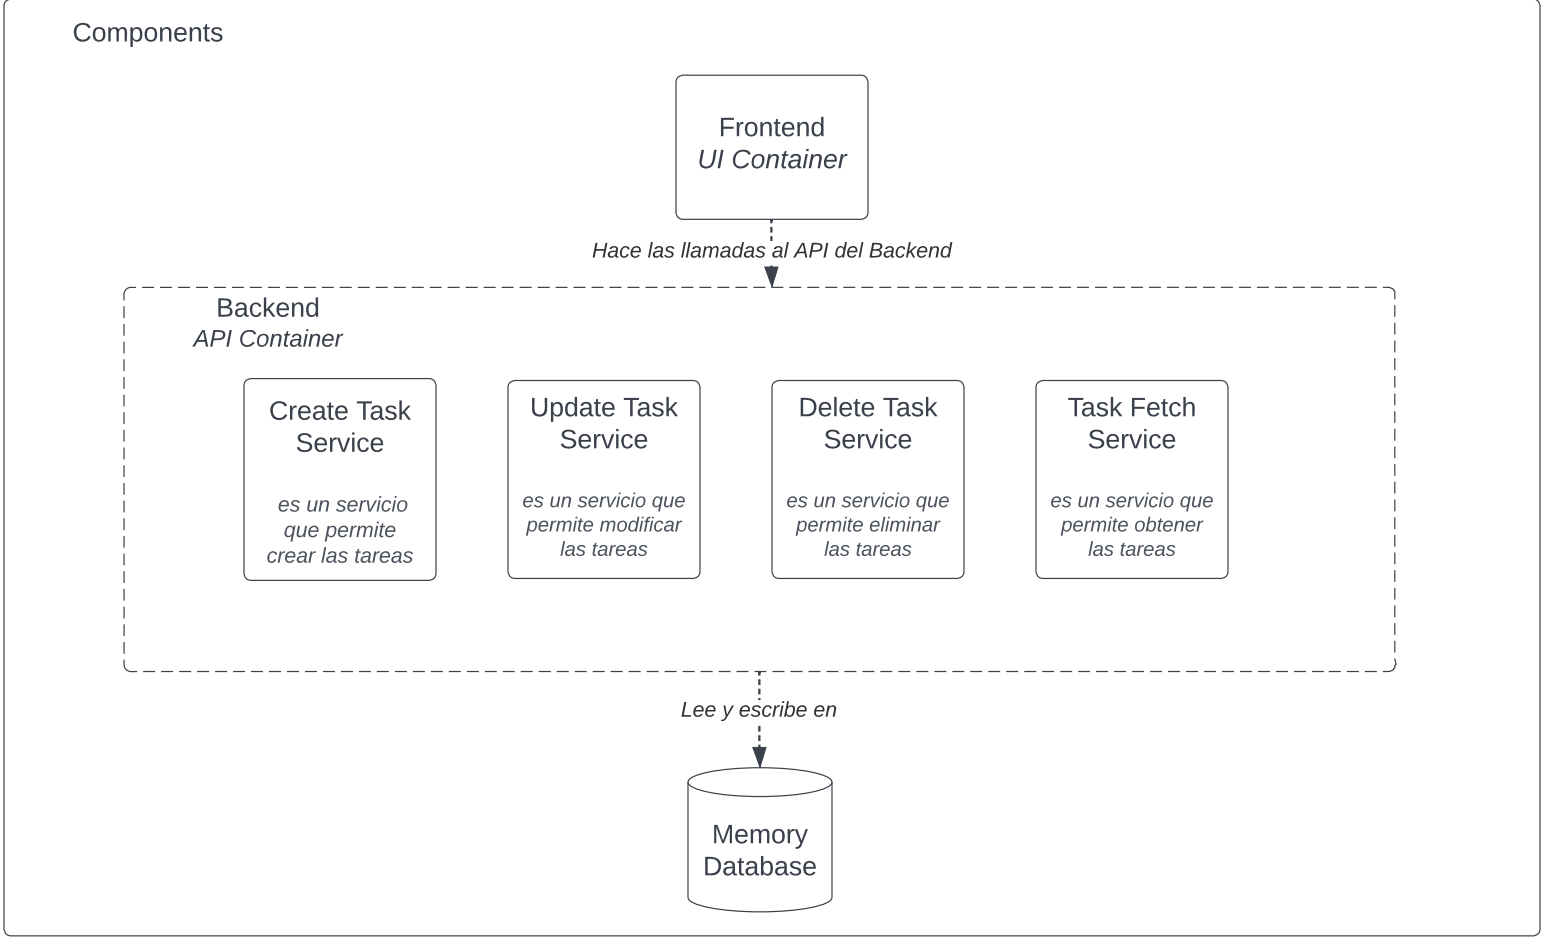 Components
Frontend
UI Container
Hace las llamadas al API del Backend
Backend
API Container
Create Task
Service
es un servicio
que permite
crear las tareas
Update Task
Service
es un servicio que
permite modificar
las tareas
Delete Task
Service
es un servicio que
permite eliminar
las tareas
Task Fetch
Service
es un servicio que
permite obtener
las tareas
Lee y escribe en
Memory
Database